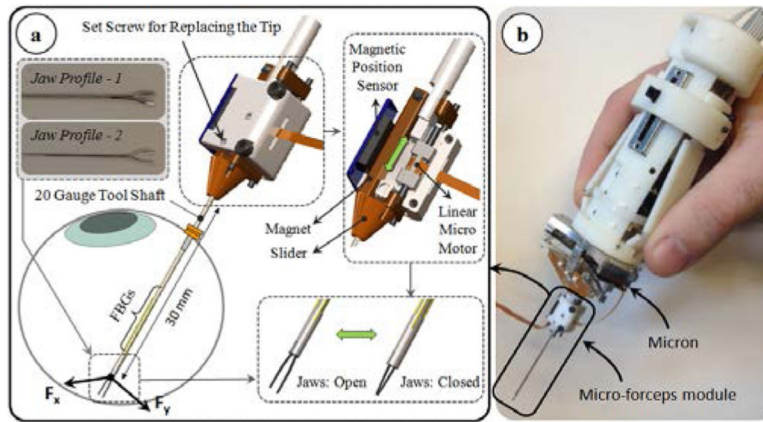 a
Set Screw for Replacing the Tip
Jaw Profile - 1
Jaw Profile - 2
20 Gauge Tool Shaft
FBGs
30 mm
Fx
Fy
Magnetic
Position
Sensor
Magnet
Slider
Linear
Micro
Motor
Jaws: Open
Jaws: Closed
b
Micron
Micro-forceps module